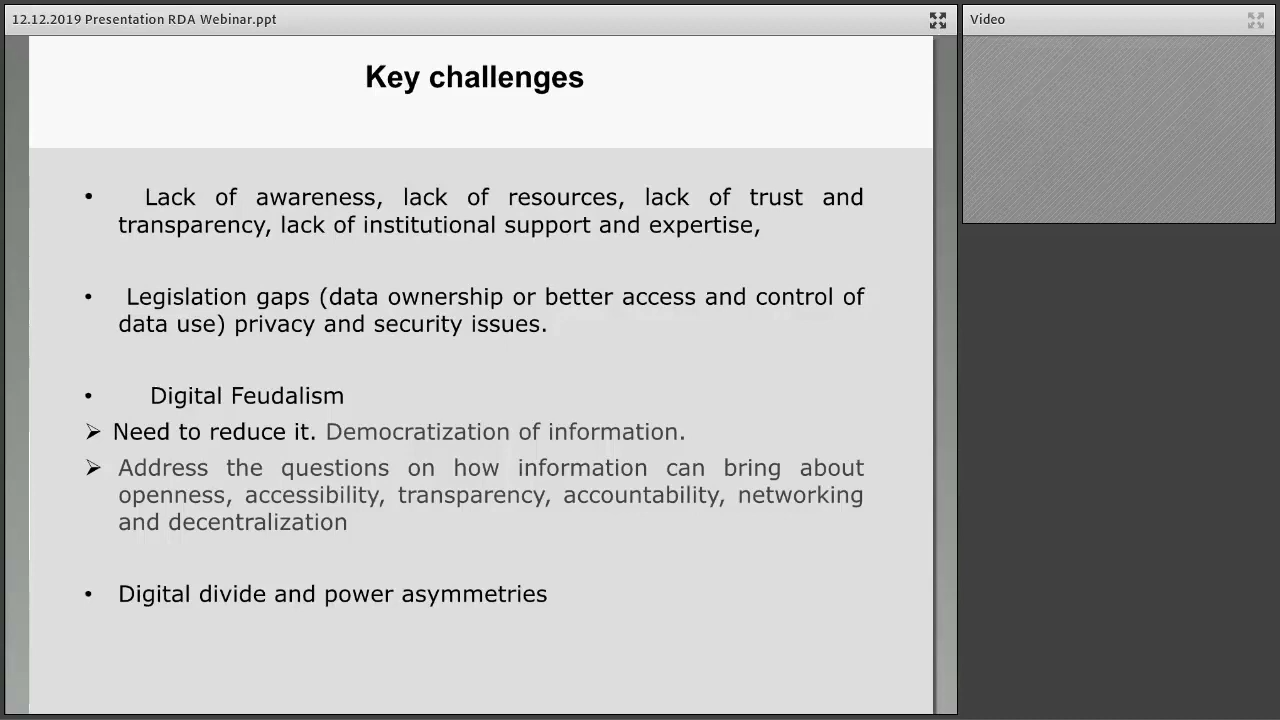 12.12.2019 Presentation RDA Webinar.ppt
Video
Key challenges
• Lack of awareness, lack of resources, lack of trust and
transparency, lack of institutional support and expertise,
• Legislation gaps (data ownership or better access and control of
data use) privacy and security issues.
• Digital Feudalism
➢ Need to reduce it. Democratization of information.
➢ Address the questions on how information can bring about
openness, accessibility, transparency, accountability, networking
and decentralization
• Digital divide and power asymmetries